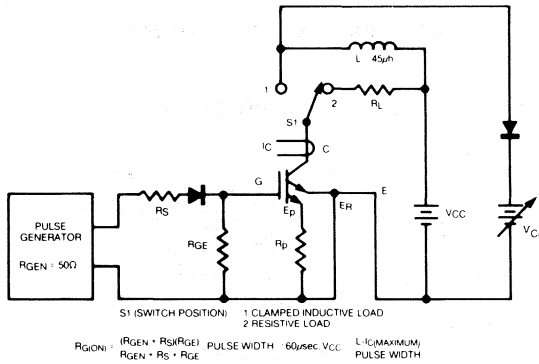 L 45μh
1
2
RL
S1
IC
C
G
RS
EP
ER
E
RGE
RP
VCC
VC
PULSE
GENERATOR
RGEN = 50Ω
S1 (SWITCH POSITION) 1 CLAMPED INDUCTIVE LOAD
2 RESISTIVE LOAD
RG(ON) = (RGEN + RS)(RGE) / RGEN + RS + RGE PULSE WIDTH 60μsec. VCC L-IC(MAXIMUM) / PULSE WIDTH